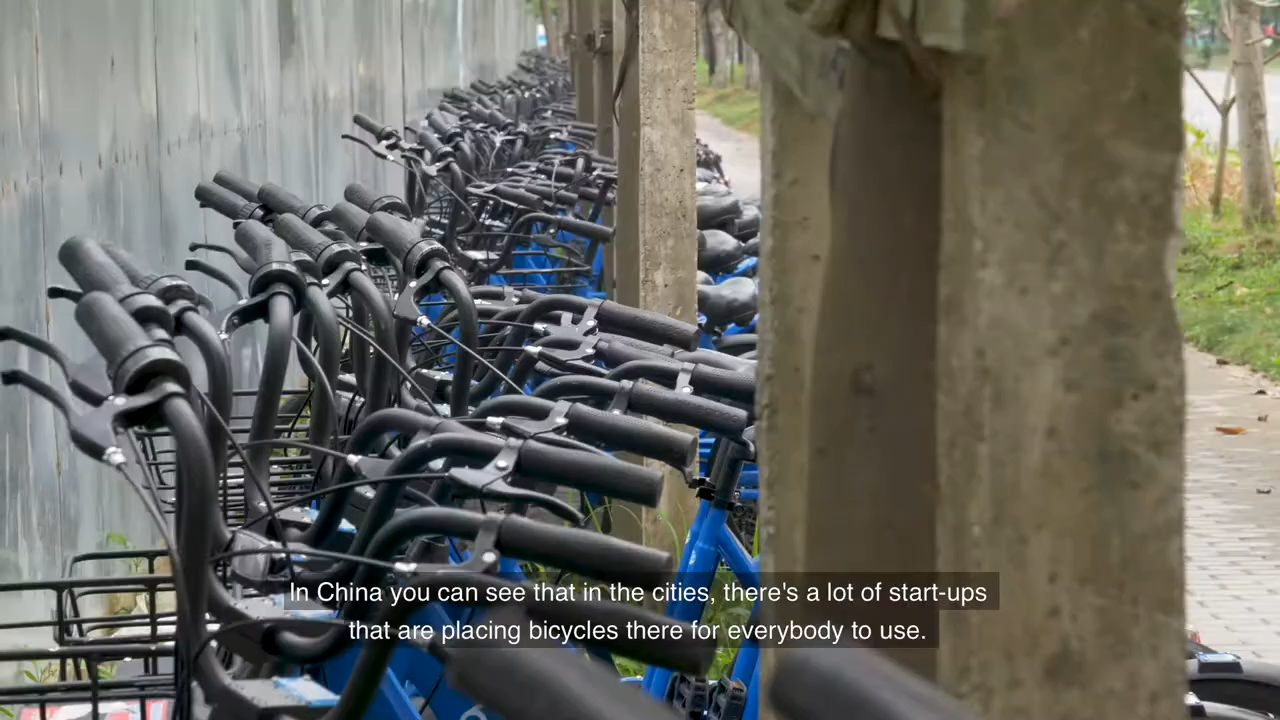 In China you can see that in the cities, there's a lot of start-ups
that are placing bicycles there for everybody to use.